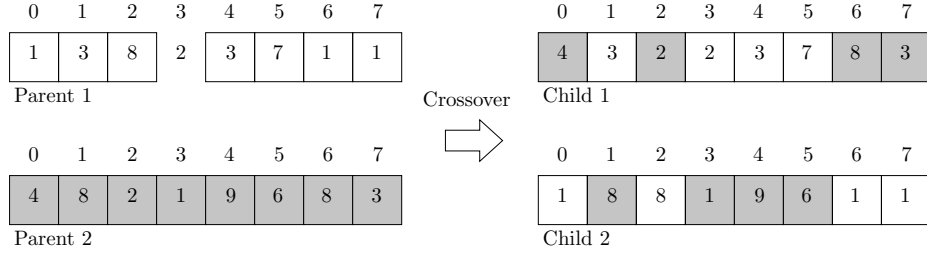 0 1 2 3 4 5 6 7
1 3 8 2 3 7 1 1
Parent 1
0 1 2 3 4 5 6 7
4 8 2 1 9 6 8 3
Parent 2
Crossover
0 1 2 3 4 5 6 7
4 3 2 2 3 7 8 3
Child 1
0 1 2 3 4 5 6 7
1 8 8 1 9 6 1 1
Child 2